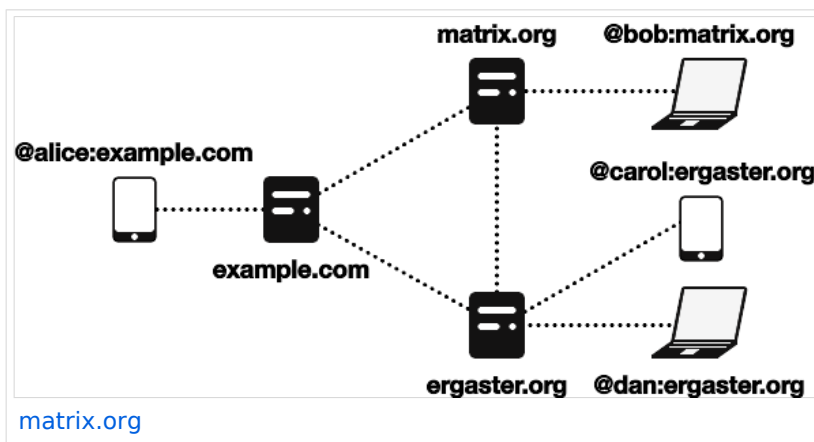 matrix.org
@bob:matrix.org
@alice:example.com
@carol:ergaster.org
example.com
ergaster.org
@dan:ergaster.org
matrix.org